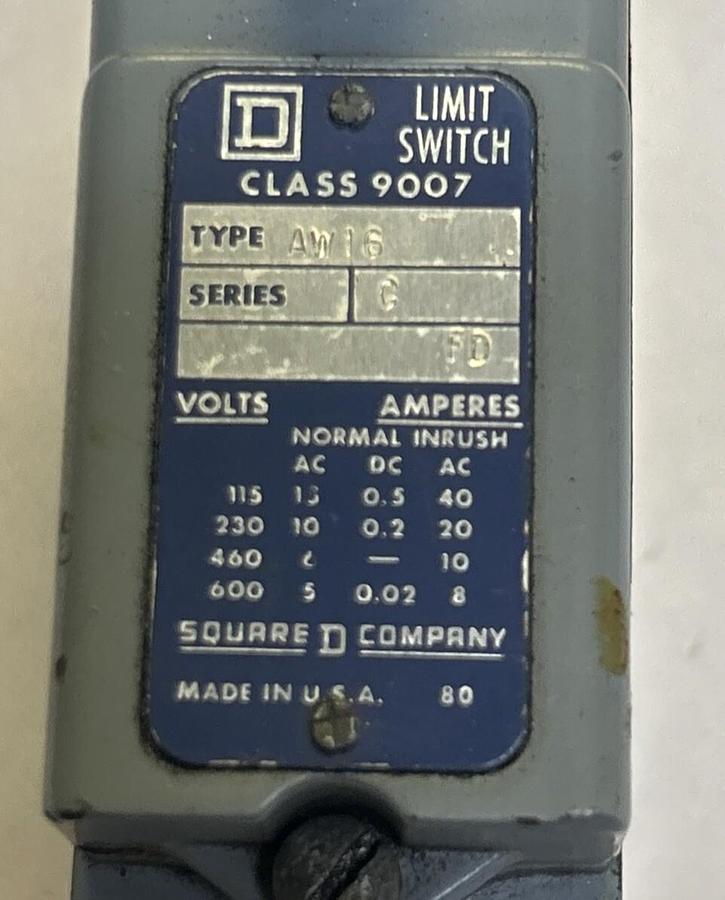 D
LIMIT
SWITCH
CLASS 9007
TYPE AW16
SERIES C
FD
VOLTS AMPERES
NORMAL INRUSH
AC DC AC
115 15 0.5 40
230 10 0.2 20
460 — 10
600 5 0.02 8
SQUARE D COMPANY
MADE IN U.S.A. 80